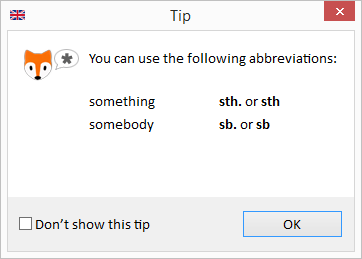 Tip
You can use the following abbreviations:
something sth. or sth
somebody sb. or sb
Don't show this tip
OK